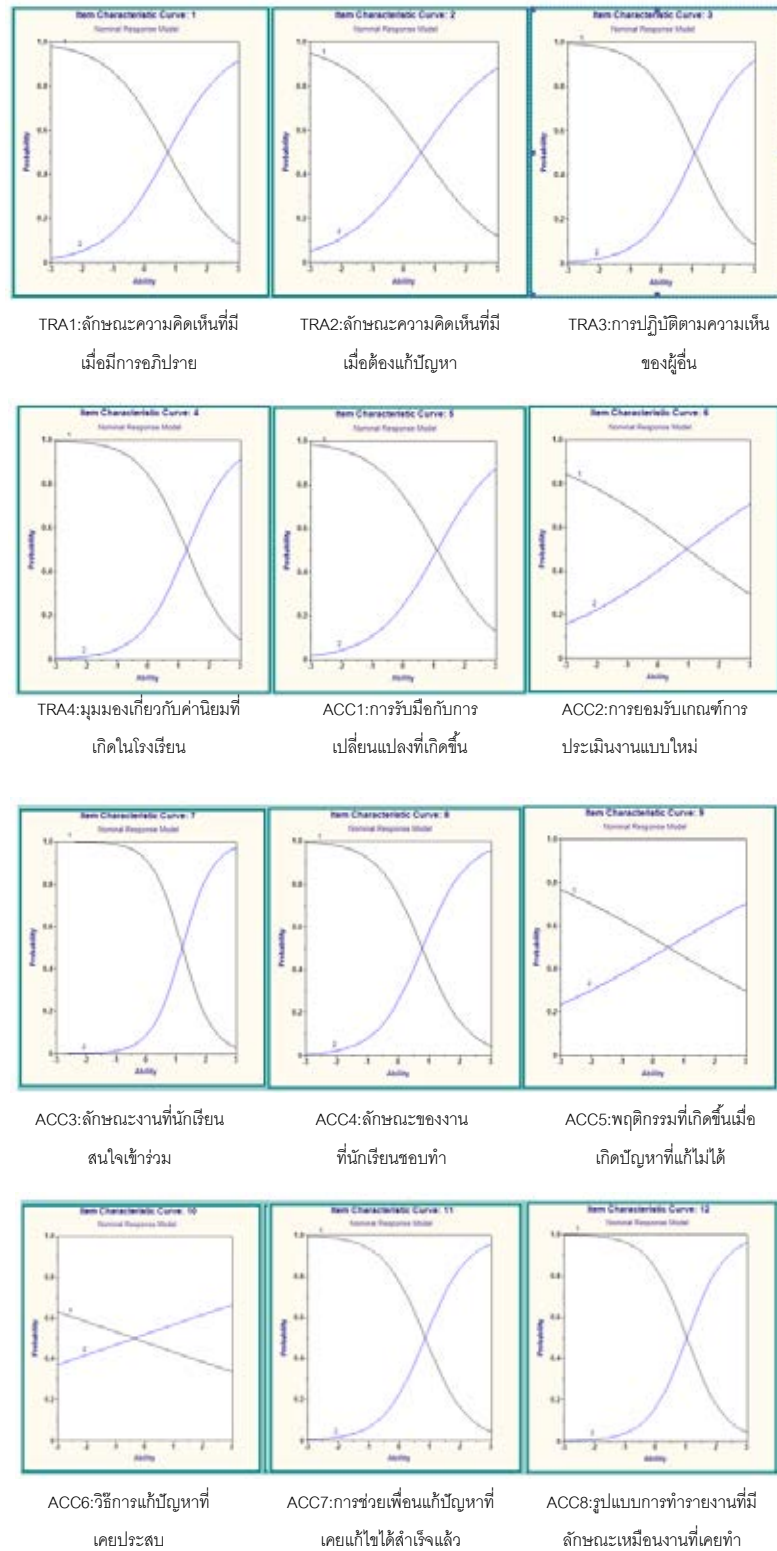 Item Characteristic Curve: 1
Nominal Response Model
Item Characteristic Curve: 2
Nominal Response Model
Item Characteristic Curve: 3
Nominal Response Model
1.0
0.8
0.6
0.4
0.2
0
Probability
-3 -2 -1 0 1 2 3
Ability
1
2
TRA1:ลักษณะความคิดเห็นที่มี
เมื่อมีการอภิปราย
TRA2:ลักษณะความคิดเห็นที่มี
เมื่อต้องแก้ปัญหา
TRA3:การปฏิบัติตามความเห็น
ของผู้อื่น
Item Characteristic Curve: 4
Nominal Response Model
Item Characteristic Curve: 5
Nominal Response Model
Item Characteristic Curve: 6
Nominal Response Model
TRA4:มุมมองเกี่ยวกับค่านิยมที่
เกิดในโรงเรียน
ACC1:การรับมือกับการ
เปลี่ยนแปลงที่เกิดขึ้น
ACC2:การยอมรับเกณฑ์การ
ประเมินงานแบบใหม่
Item Characteristic Curve: 7
Nominal Response Model
Item Characteristic Curve: 8
Nominal Response Model
Item Characteristic Curve: 9
Nominal Response Model
ACC3:ลักษณะงานที่นักเรียน
สนใจเข้าร่วม
ACC4:ลักษณะของงาน
ที่นักเรียนชอบทำ
ACC5:พฤติกรรมที่เกิดขึ้นเมื่อ
เกิดปัญหาที่แก้ไม่ได้
Item Characteristic Curve: 10
Nominal Response Model
Item Characteristic Curve: 11
Nominal Response Model
Item Characteristic Curve: 12
Nominal Response Model
ACC6:วิธีการแก้ปัญหาที่
เคยประสบ
ACC7:การช่วยเพื่อนแก้ปัญหาที่
เคยแก้ไขได้สำเร็จแล้ว
ACC8:รูปแบบการทำรายงานที่มี
ลักษณะเหมือนงานที่เคยทำ